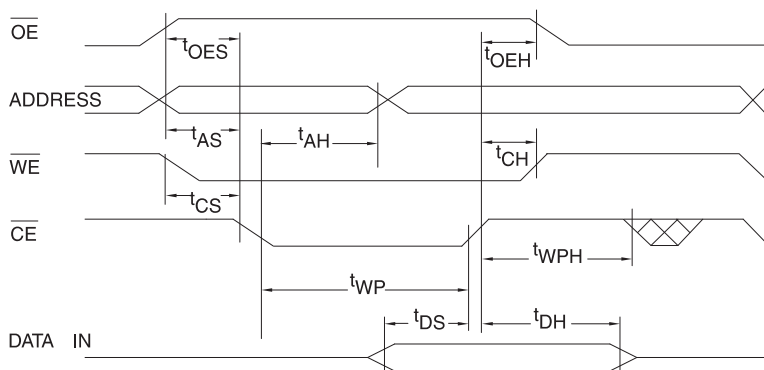 OE
tOES
tOEH
ADDRESS
tAS
tAH
tCH
WE
tCS
CE
tWPH
tWP
tDS
tDH
DATA IN